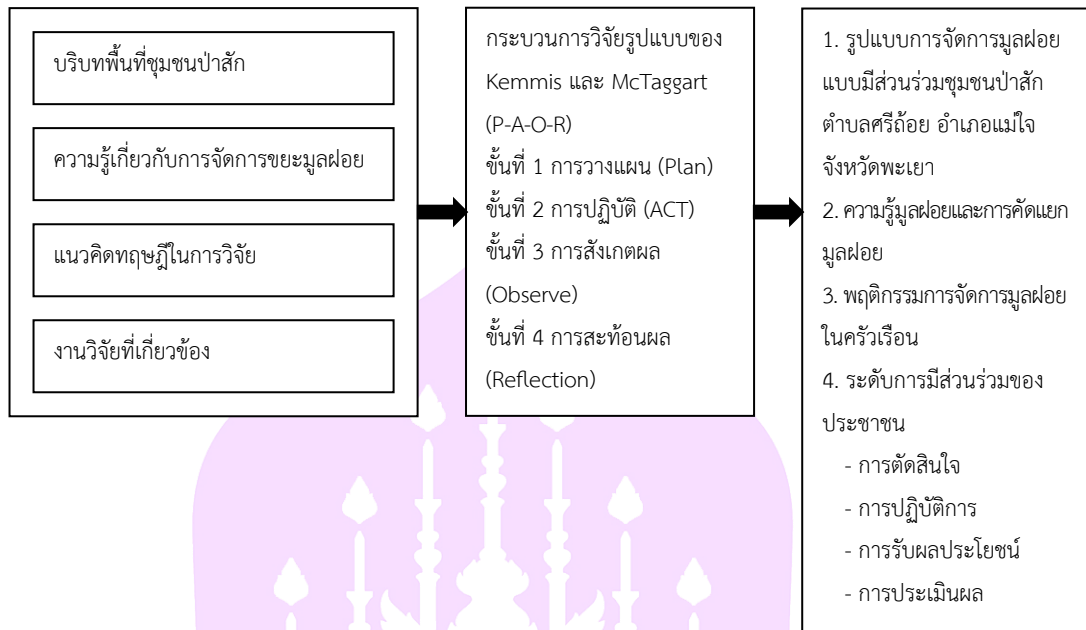 บริบทพื้นที่ชุมชนป่าสัก
ความรู้เกี่ยวกับการจัดการขยะมูลฝอย
แนวคิดทฤษฎีในการวิจัย
งานวิจัยที่เกี่ยวข้อง
กระบวนการวิจัยรูปแบบของ
Kemmis และ McTaggart
(P-A-O-R)
ขั้นที่ 1 การวางแผน (Plan)
ขั้นที่ 2 การปฏิบัติ (ACT)
ขั้นที่ 3 การสังเกตผล
(Observe)
ขั้นที่ 4 การสะท้อนผล
(Reflection)
1. รูปแบบการจัดการมูลฝอย
แบบมีส่วนร่วมชุมชนป่าสัก
ตำบลศรีถ้อย อำเภอแม่ใจ
จังหวัดพะเยา
2. ความรู้มูลฝอยและการคัดแยก
มูลฝอย
3. พฤติกรรมการจัดการมูลฝอย
ในครัวเรือน
4. ระดับการมีส่วนร่วมของ
ประชาชน
- การตัดสินใจ
- การปฏิบัติการ
- การรับผลประโยชน์
- การประเมินผล